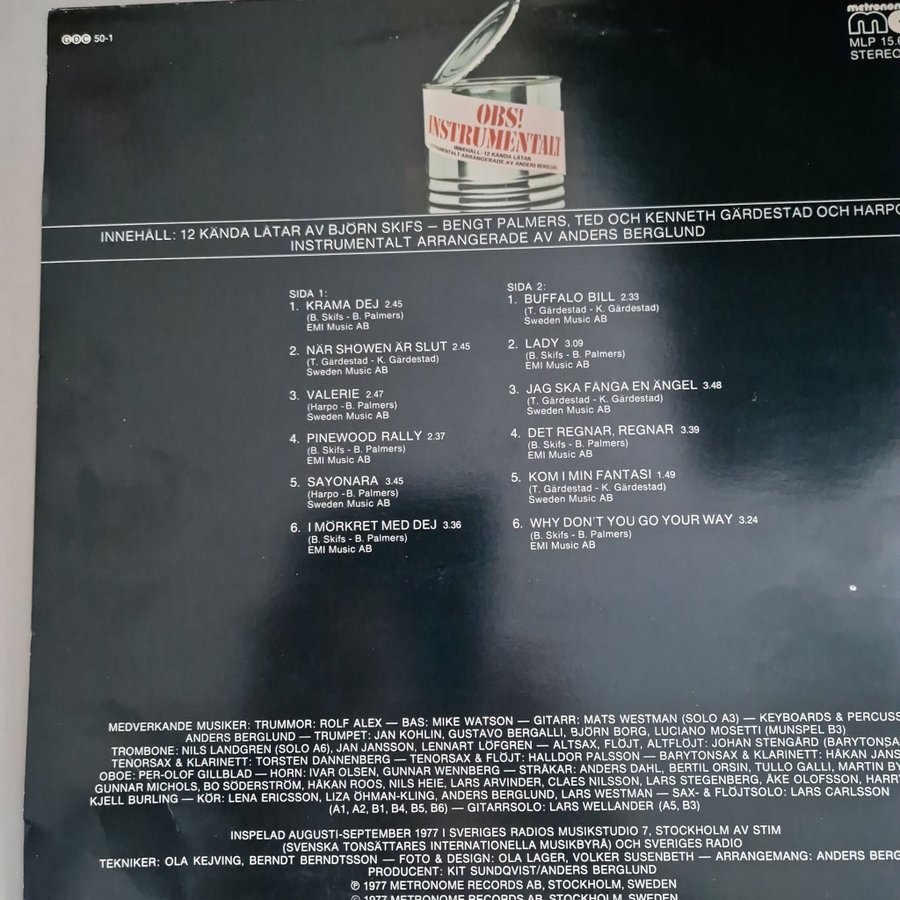 GDC 50-1
metronom
MLP 15.6
STEREO
OBS!
INSTRUMENTALT
INNEHÅLL: 12 KÄNDA LÅTAR
INSTRUMENTALT ARRANGERADE AV ANDERS BERGLUND
INNEHÅLL: 12 KÄNDA LÅTAR AV BJÖRN SKIFS – BENGT PALMERS, TED OCH KENNETH GÄRDESTAD OCH HARPO
INSTRUMENTALT ARRANGERADE AV ANDERS BERGLUND
SIDA 1:
1. KRAMA DEJ 2.45
(B. Skifs - B. Palmers)
EMI Music AB
2. NÄR SHOWEN ÄR SLUT 2.45
(T. Gärdestad - K. Gärdestad)
Sweden Music AB
3. VALERIE 2.47
(Harpo - B. Palmers)
Sweden Music AB
4. PINEWOOD RALLY 2.37
(B. Skifs - B. Palmers)
EMI Music AB
5. SAYONARA 3.45
(Harpo - B. Palmers)
Sweden Music AB
6. I MÖRKRET MED DEJ 3.36
(B. Skifs - B. Palmers)
EMI Music AB
SIDA 2:
1. BUFFALO BILL 2.33
(T. Gärdestad - K. Gärdestad)
Sweden Music AB
2. LADY 3.09
(B. Skifs - B. Palmers)
EMI Music AB
3. JAG SKA FÅNGA EN ÄNGEL 3.48
(T. Gärdestad - K. Gärdestad)
Sweden Music AB
4. DET REGNAR, REGNAR 3.39
(B. Skifs - B. Palmers)
EMI Music AB
5. KOM I MIN FANTASI 1.49
(T. Gärdestad - K. Gärdestad)
Sweden Music AB
6. WHY DON'T YOU GO YOUR WAY 3.24
(B. Skifs - B. Palmers)
EMI Music AB
MEDVERKANDE MUSIKER: TRUMMOR: ROLF ALEX – BAS: MIKE WATSON – GITARR: MATS WESTMAN (SOLO A3) – KEYBOARDS & PERCUSS
ANDERS BERGLUND – TRUMPET: JAN KOHLIN, GUSTAVO BERGALLI, BJÖRN BORG, LUCIANO MOSETTI (MUNSPEL B3)
TROMBONE: NILS LANDGREN (SOLO A6), JAN JANSSON, LENNART LÖFGREN – ALTSAX, FLÖJT, ALTFLÖJT: JOHAN STENGÅRD (BARYTONSA
TENORSAX & KLARINETT: TORSTEN DANNENBERG – TENORSAX & FLÖJT: HALLDOR PALSSON – BARYTONSAX & KLARINETT: HÅKAN JANS
OBOE: PER-OLOF GILLBLAD – HORN: IVAR OLSEN, GUNNAR WENNBERG – STRÅKAR: ANDERS DAHL, BERTIL ORSIN, TULLO GALLI, MARTIN BY
GUNNAR MICHOLS, BO SÖDERSTRÖM, HÅKAN ROOS, NILS HEIE, LARS ARVINDER, CLAES NILSSON, LARS STEGENBERG, ÅKE OLOFSSON, HARRY
KJELL BURLING – KÖR: LENA ERICSSON, LIZA ÖHMAN-KLING, ANDERS BERGLUND, LARS WESTMAN – SAX- & FLÖJTSOLO: LARS CARLSSON
(A1, A2, B1, B4, B5, B6) – GITARRSOLO: LARS WELLANDER (A5, B3)
INSPELAD AUGUSTI-SEPTEMBER 1977 I SVERIGES RADIOS MUSIKSTUDIO 7, STOCKHOLM AV STIM
(SVENSKA TONSÄTTARES INTERNATIONELLA MUSIKBYRÅ) OCH SVERIGES RADIO
TEKNIKER: OLA KEJVING, BERNDT BERNDTSSON – FOTO & DESIGN: OLA LAGER, VOLKER SUSENBETH – ARRANGEMANG: ANDERS BERG
PRODUCENT: KIT SUNDQVIST/ANDERS BERGLUND
℗ 1977 METRONOME RECORDS AB, STOCKHOLM, SWEDEN
© 1977 METRONOME RECORDS AB, STOCKHOLM, SWEDEN